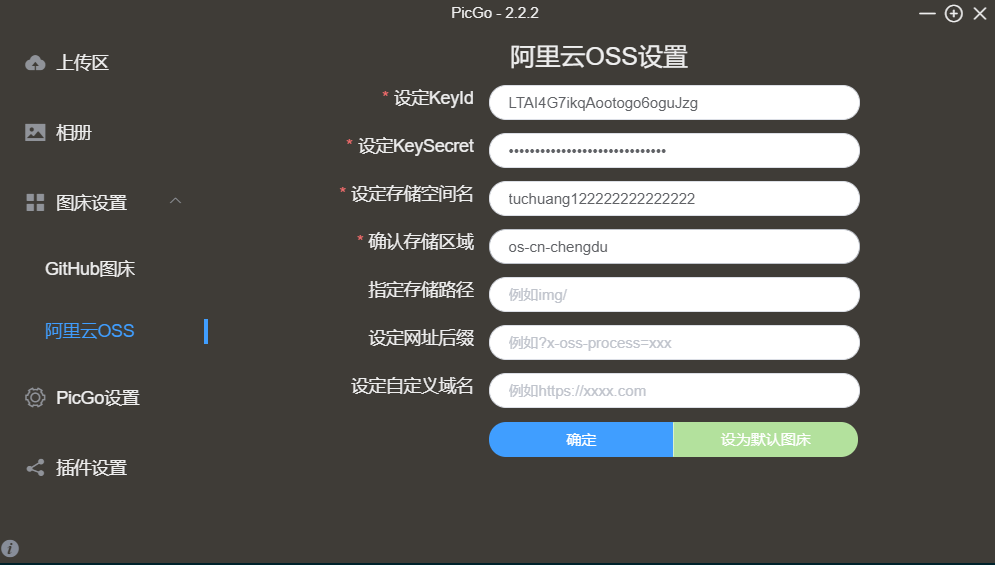 PicGo - 2.2.2
上传区
相册
图床设置
GitHub图床
阿里云OSS
PicGo设置
插件设置
阿里云OSS设置
* 设定KeyId LTAI4G7ikqAootogo6oguJzg
* 设定KeySecret ••••••••••••••••••••••••••••••
* 设定存储空间名 tuchuang122222222222222
* 确认存储区域 os-cn-chengdu
指定存储路径 例如img/
设定网址后缀 例如?x-oss-process=xxx
设定自定义域名 例如https://xxxx.com
确定 设为默认图床